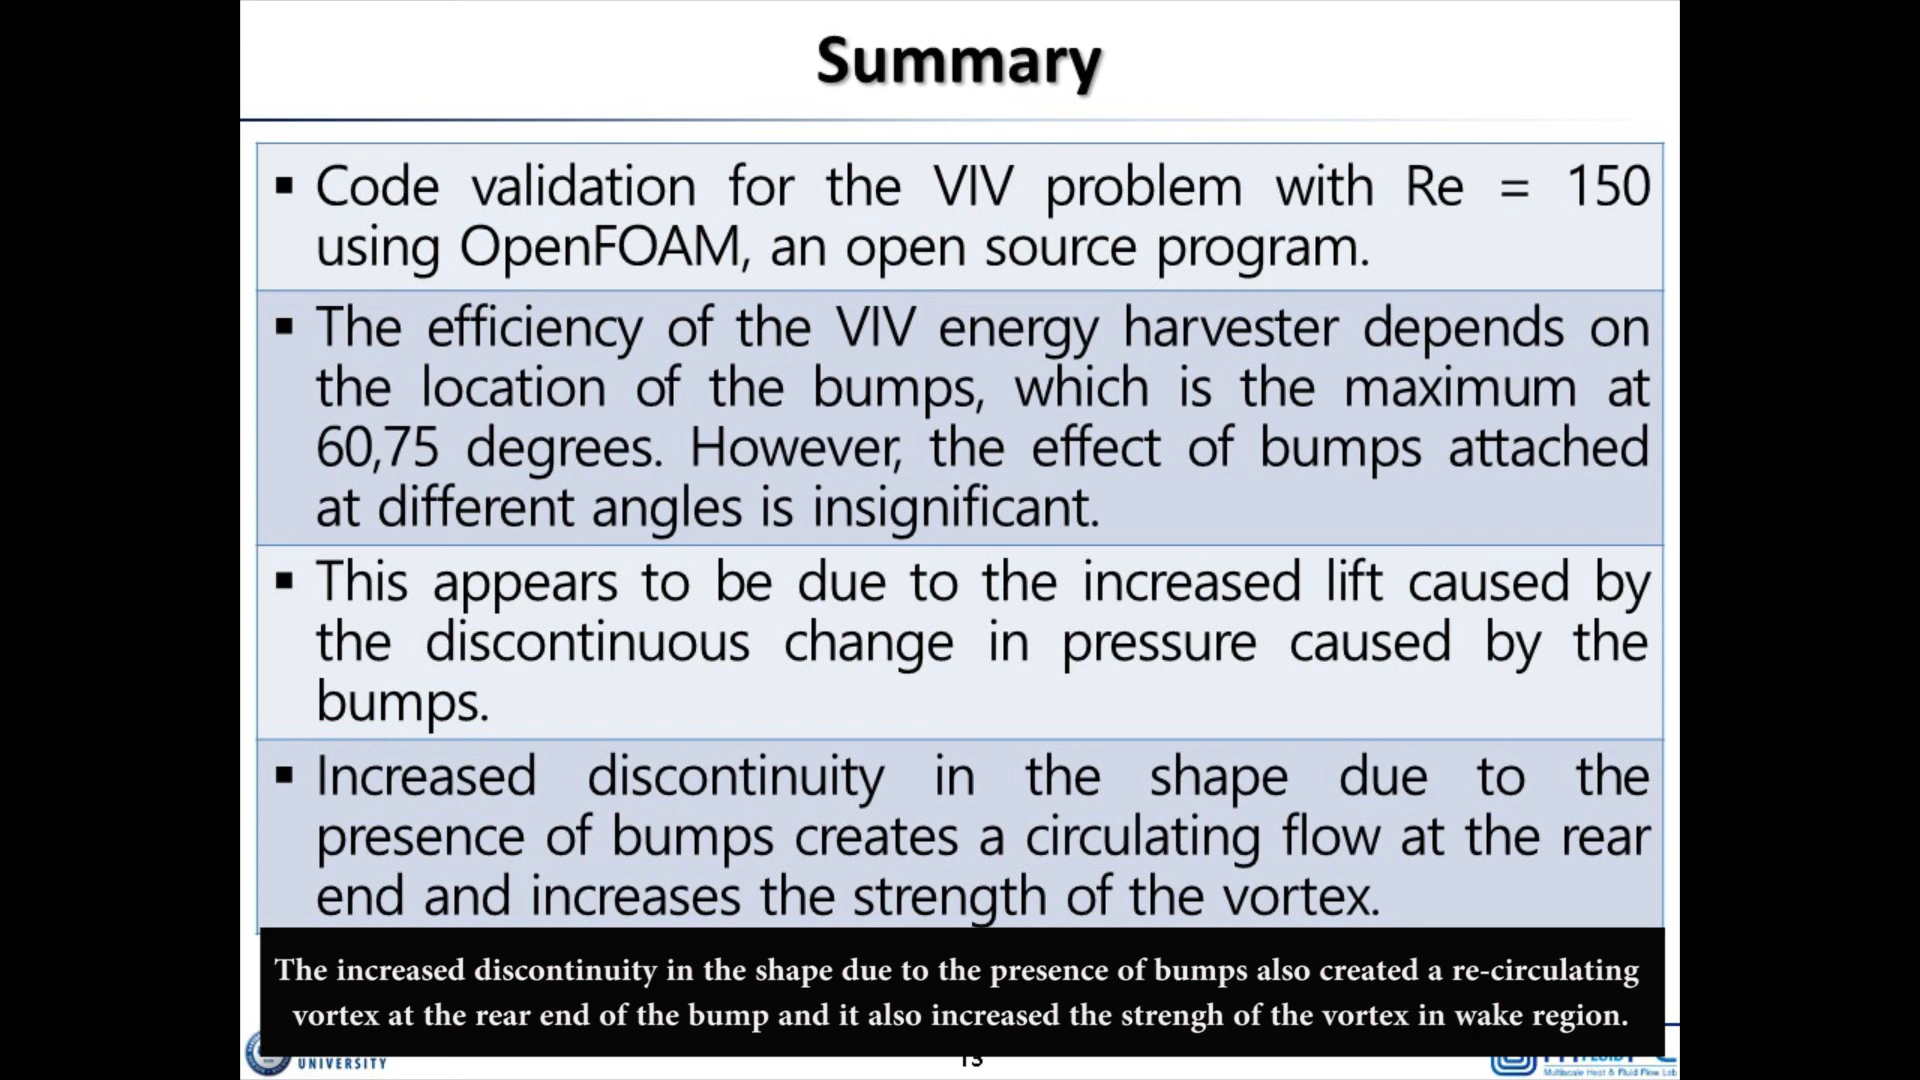 Summary
▪ Code validation for the VIV problem with Re = 150
using OpenFOAM, an open source program.
▪ The efficiency of the VIV energy harvester depends on
the location of the bumps, which is the maximum at
60,75 degrees. However, the effect of bumps attached
at different angles is insignificant.
▪ This appears to be due to the increased lift caused by
the discontinuous change in pressure caused by the
bumps.
▪ Increased discontinuity in the shape due to the
presence of bumps creates a circulating flow at the rear
end and increases the strength of the vortex.
The increased discontinuity in the shape due to the presence of bumps also created a re-circulating
vortex at the rear end of the bump and it also increased the strengh of the vortex in wake region.
UNIVERSITY
13
Multiscale Heat & Fluid Flow Lab